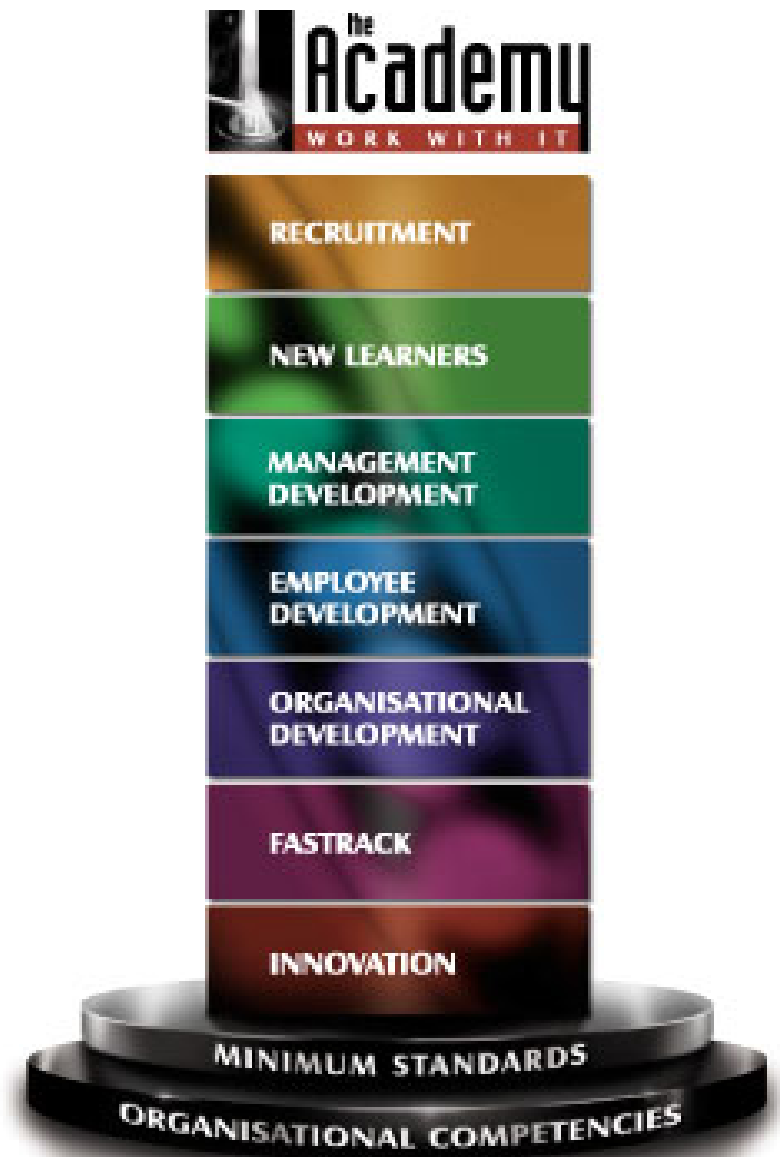 the
Academy
WORK WITH IT
RECRUITMENT
NEW LEARNERS
MANAGEMENT
DEVELOPMENT
EMPLOYEE
DEVELOPMENT
ORGANISATIONAL
DEVELOPMENT
FASTRACK
INNOVATION
MINIMUM STANDARDS
ORGANISATIONAL COMPETENCIES